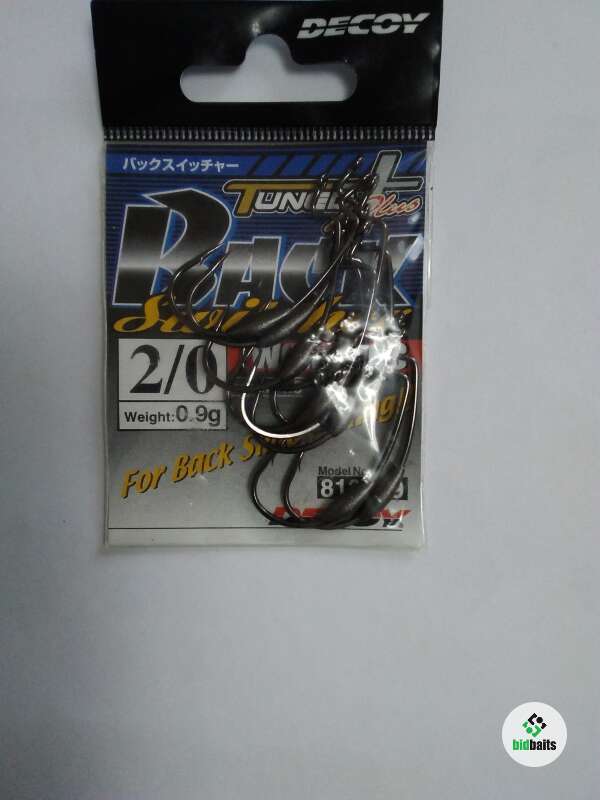 DECOY
バックスイッチャー
TUNGSTEN Plus
BACK
Switcher
2/0
Weight: 0.9g
For Back
Model No.
DECOY
bidbaits